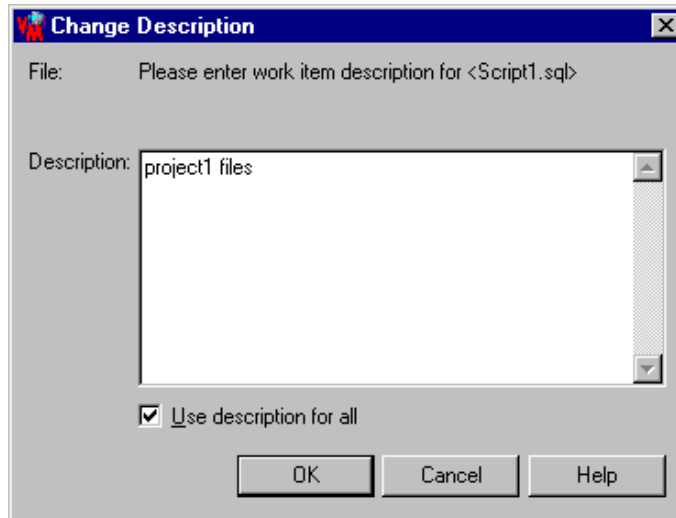 Change Description
File: Please enter work item description for <Script1.sql>
Description: project1 files
Use description for all
OK Cancel Help